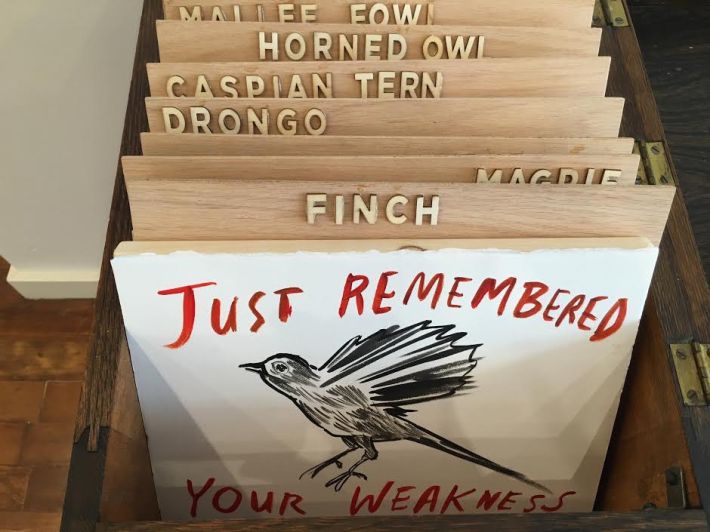 MALLEE FOWL
HORNED OWL
CASPIAN TERN
DRONGO
MAGPIE
FINCH
JUST REMEMBERED
YOUR WEAKNESS